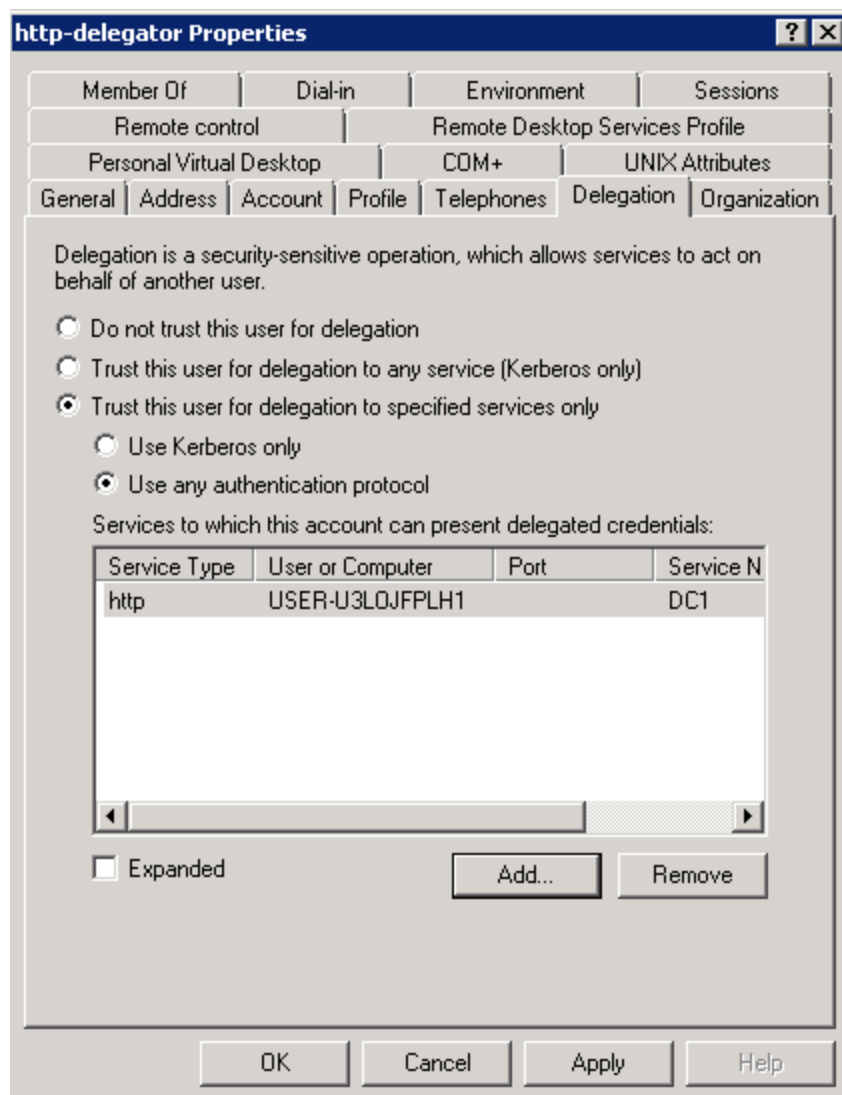 http-delegator Properties
Member Of Dial-in Environment Sessions
Remote control Remote Desktop Services Profile
Personal Virtual Desktop COM+ UNIX Attributes
General Address Account Profile Telephones Delegation Organization
Delegation is a security-sensitive operation, which allows services to act on
behalf of another user.
Do not trust this user for delegation
Trust this user for delegation to any service (Kerberos only)
Trust this user for delegation to specified services only
Use Kerberos only
Use any authentication protocol
Services to which this account can present delegated credentials:
Service Type User or Computer Port Service N
http USER-U3LOJFPLH1 DC1
Expanded Add... Remove
OK Cancel Apply Help